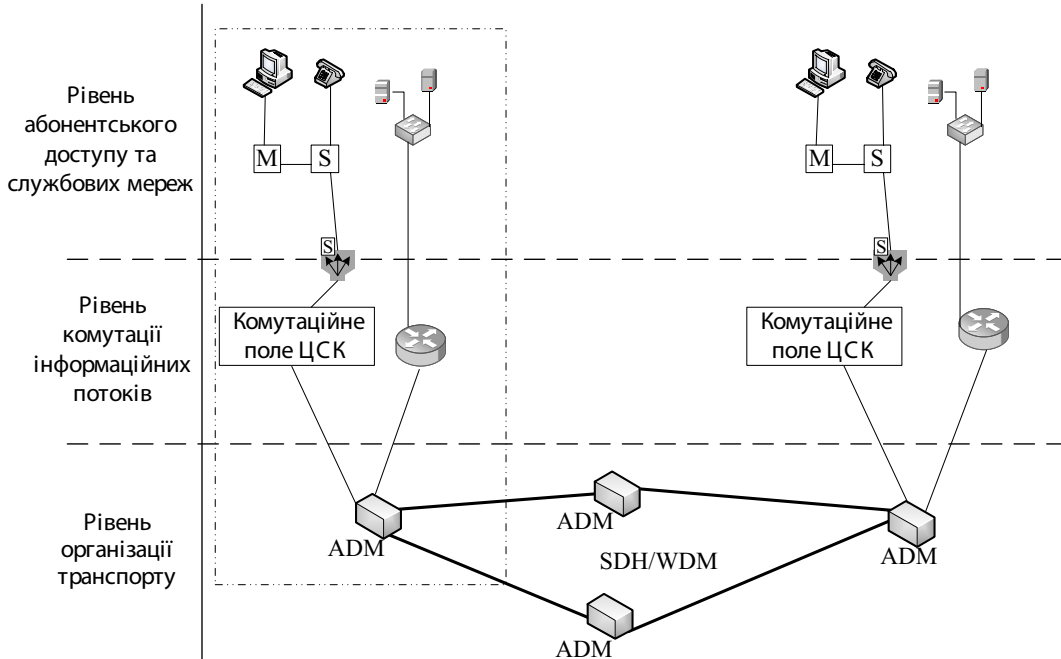 Рівень
абонентського
доступу та
службових мереж
M
S
S
M
S
S
Рівень
комутації
інформаційних
потоків
Комутаційне
поле ЦСК
Комутаційне
поле ЦСК
Рівень
організації
транспорту
ADM
ADM
SDH/WDM
ADM
ADM